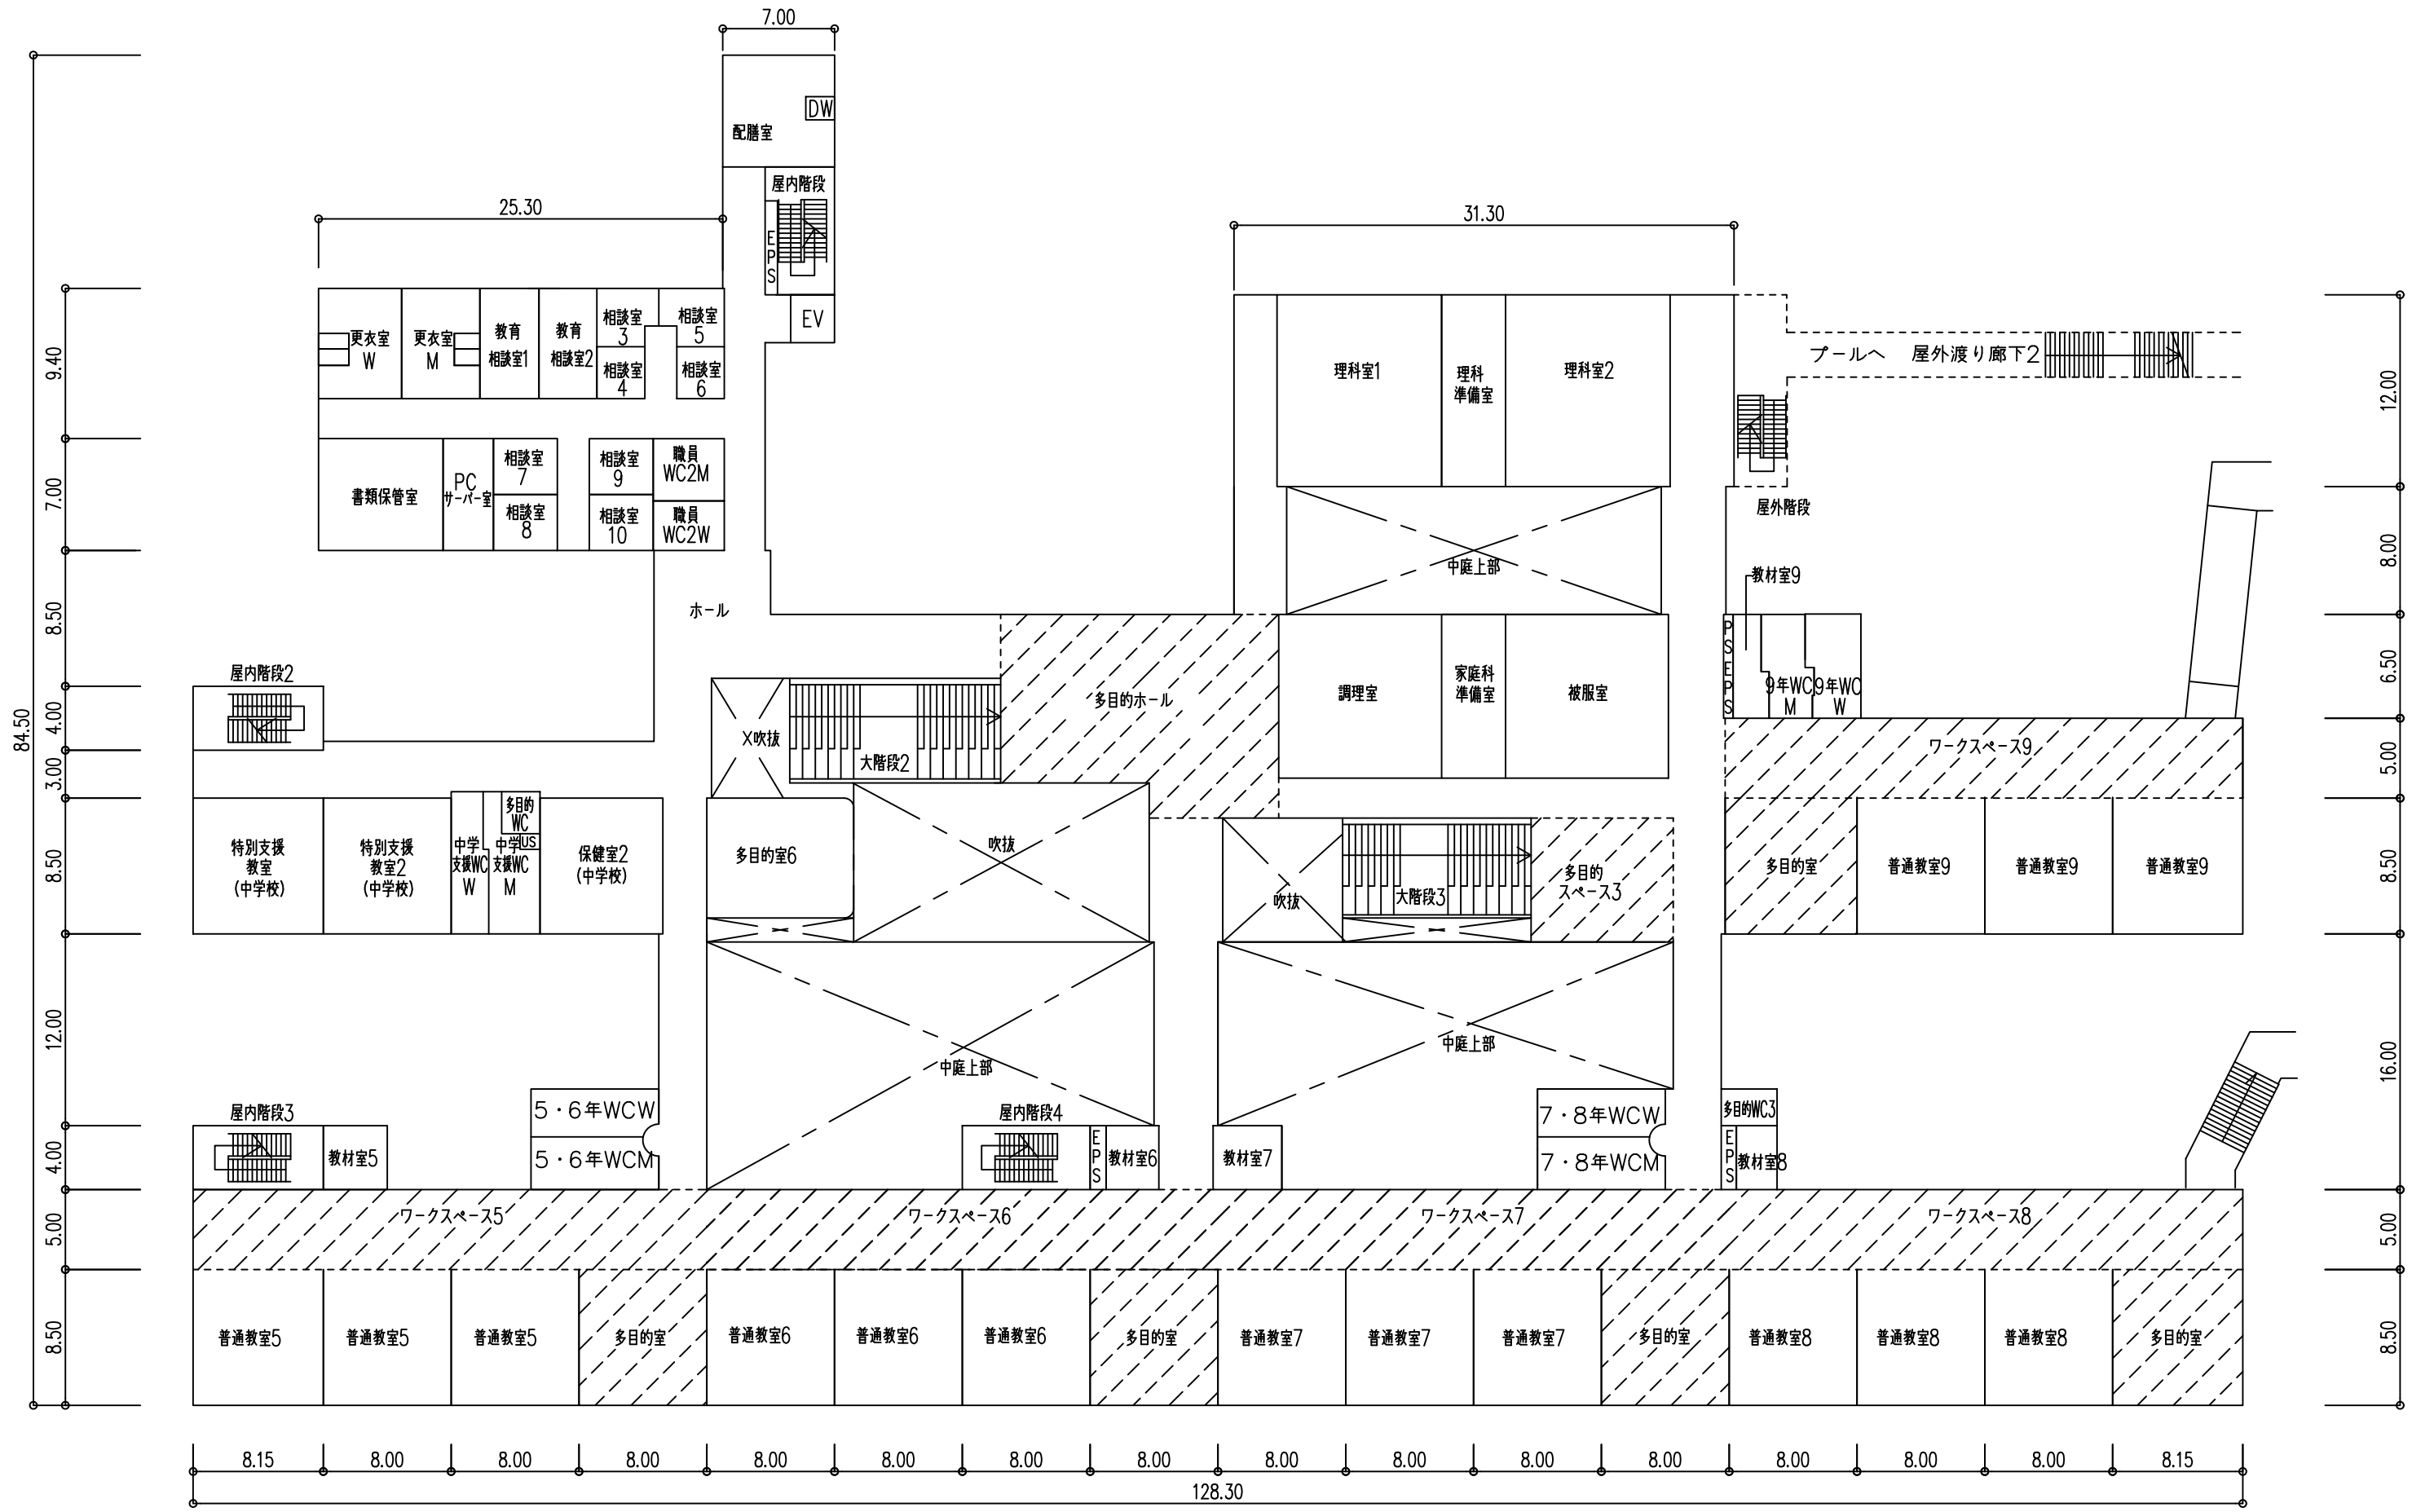 7.00
DW
配膳室
屋内階段
EPS
EV
25.30
31.30
84.50
9.40
7.00
8.50
4.00
3.00
8.50
12.00
4.00
5.00
8.50
更衣室
W
更衣室
M
教育
相談室1
教育
相談室2
相談室
3
相談室
4
相談室
5
相談室
6
書類保管室
PC
サーバー室
相談室
7
相談室
8
相談室
9
相談室
10
職員
WC2M
職員
WC2W
ホール
理科室1
理科
準備室
理科室2
プールへ 屋外渡り廊下2
屋外階段
中庭上部
教材室9
調理室
家庭科
準備室
被服室
PS
EPS
9年WC
M
9年WC
W
ワークスペース9
多目的室
普通教室9
普通教室9
普通教室9
12.00
8.00
6.50
5.00
8.50
16.00
5.00
8.50
屋内階段2
X吹抜
大階段2
多目的ホール
特別支援
教室
(中学校)
特別支援
教室2
(中学校)
中学
支援WC
W
中学
支援WC
M
多目的
WC
US
保健室2
(中学校)
多目的室6
吹抜
吹抜
大階段3
多目的
スペース3
中庭上部
中庭上部
屋内階段3
教材室5
5・6年WCW
5・6年WCM
屋内階段4
EPS
教材室6
教材室7
7・8年WCW
7・8年WCM
多目的WC3
EPS
教材室8
ワークスペース5
ワークスペース6
ワークスペース7
ワークスペース8
普通教室5
普通教室5
普通教室5
多目的室
普通教室6
普通教室6
普通教室6
多目的室
普通教室7
普通教室7
普通教室7
多目的室
普通教室8
普通教室8
普通教室8
多目的室
8.15
8.00
8.00
8.00
8.00
8.00
8.00
8.00
8.00
8.00
8.00
8.00
8.00
8.00
8.00
8.15
128.30